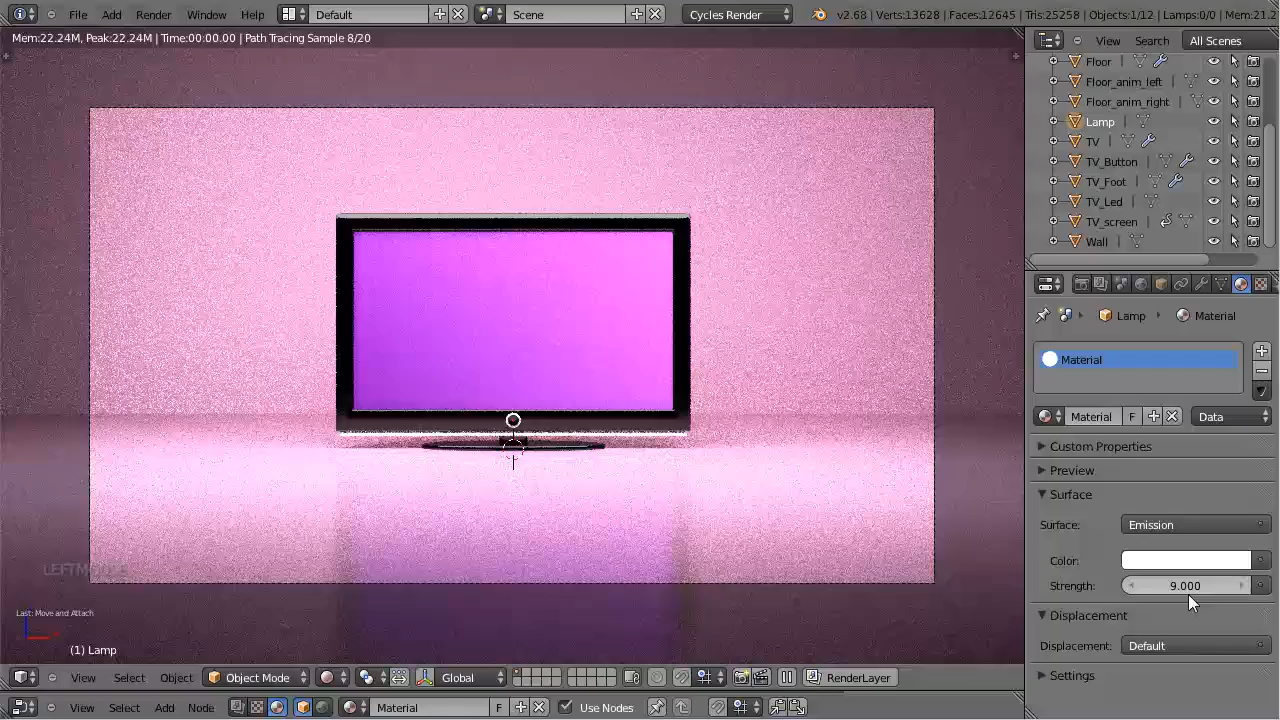 File Add Render Window Help Default Scene Cycles Render v2.68 | Verts:13628 | Faces:12645 | Tris:25258 | Objects:1/12 | Lamps:0/0 | Mem:21.2
Mem:22.24M, Peak:22.24M | Time:00:00.00 | Path Tracing Sample 8/20
View Search All Scenes
Floor
Floor_anim_left
Floor_anim_right
Lamp
TV
TV_Button
TV_Foot
TV_Led
TV_screen
Wall
Lamp Material
Material
Material F Data
Custom Properties
Preview
Surface
Surface: Emission
Color:
Strength: 9.000
Displacement
Displacement: Default
Settings
Last: Move and Attach
(1) Lamp
View Select Object Object Mode Global RenderLayer
View Select Add Node Material F Use Nodes